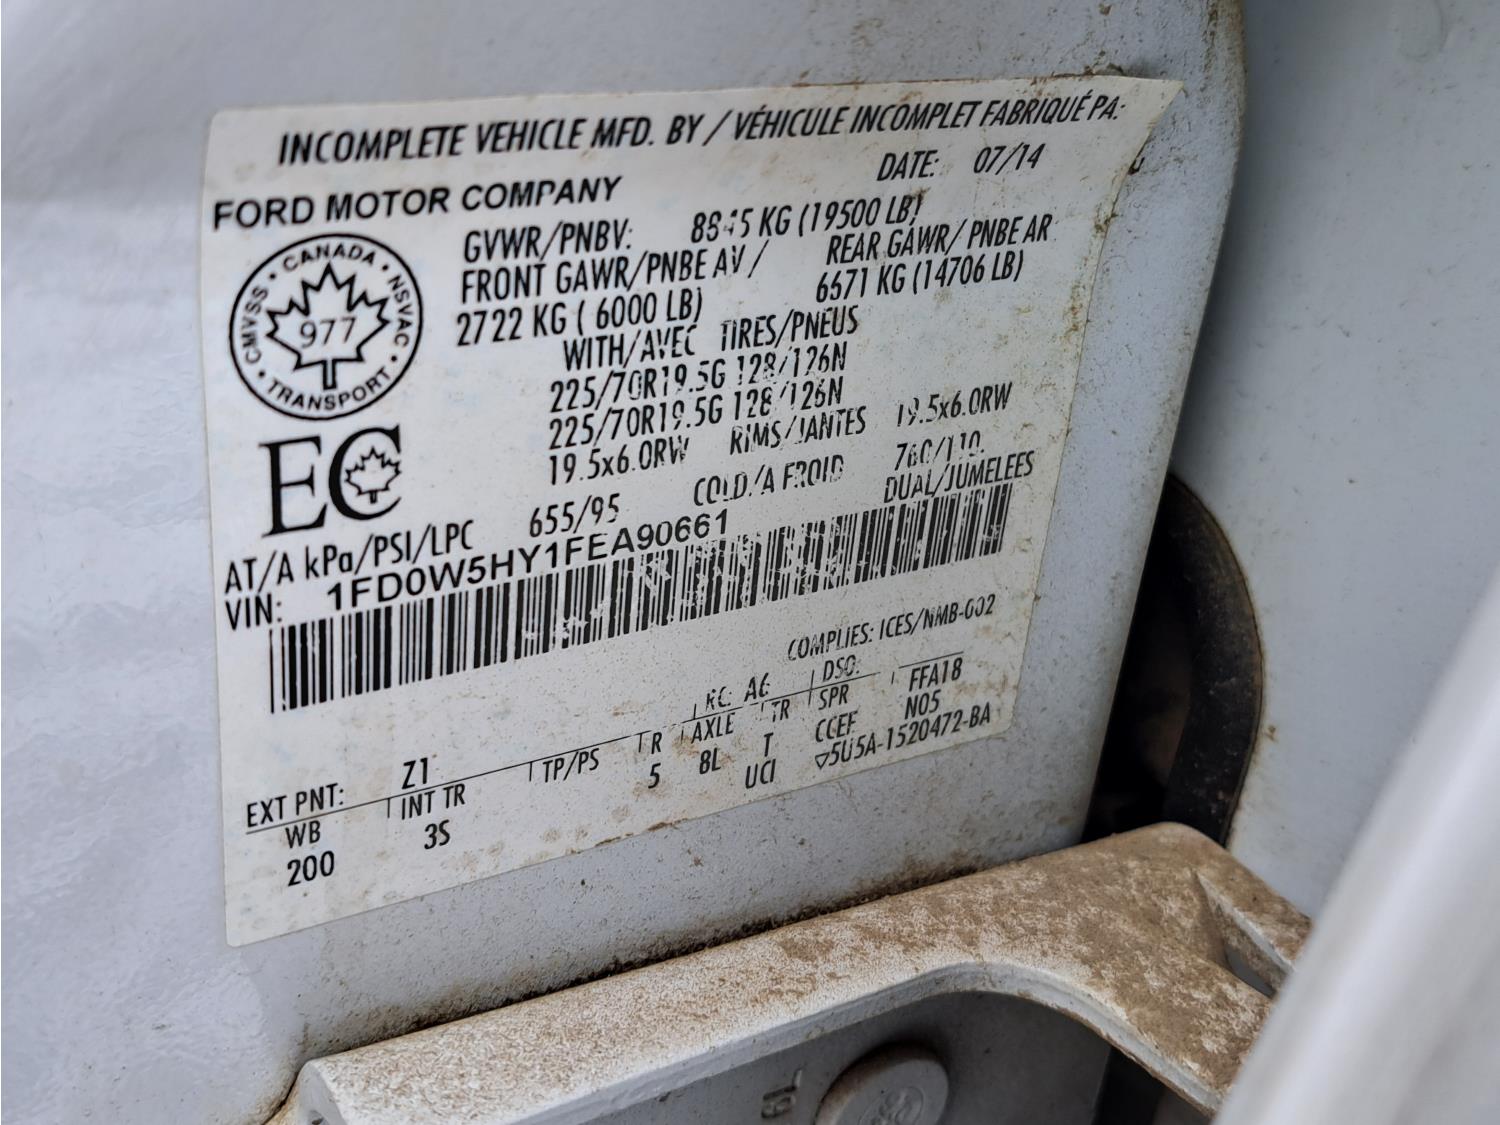 INCOMPLETE VEHICLE MFD. BY / VÉHICULE INCOMPLET FABRIQUÉ PA:
FORD MOTOR COMPANY
DATE: 07/14
GVWR/PNBV: 8845 KG (19500 LB)
FRONT GAWR/PNBE AV / REAR GAWR/ PNBE AR
2722 KG ( 6000 LB) 6671 KG (14706 LB)
WITH/AVEC TIRES/PNEUS
225/70R19.5G 128/126N
225/70R19.5G 128/126N
19.5x6.0RW RIMS/JANTES 19.5x6.0RW
AT/A kPa/PSI/LPC 655/95 COLD/A FROID 760/110.
DUAL/JUMELEES
CANADA · NSVAC · TRANSPORT · CMVSS ·
977
EC
VIN: 1FD0W5HY1FEA90661
COMPLIES: ICES/NMB-002
EXT PNT: Z1 RC: A6 DSO:
WB INT TR TP/PS R AXLE TR SPR FFA18
200 3S 5 8L T CCEF N05
UCI ▽5U5A-1520472-BA